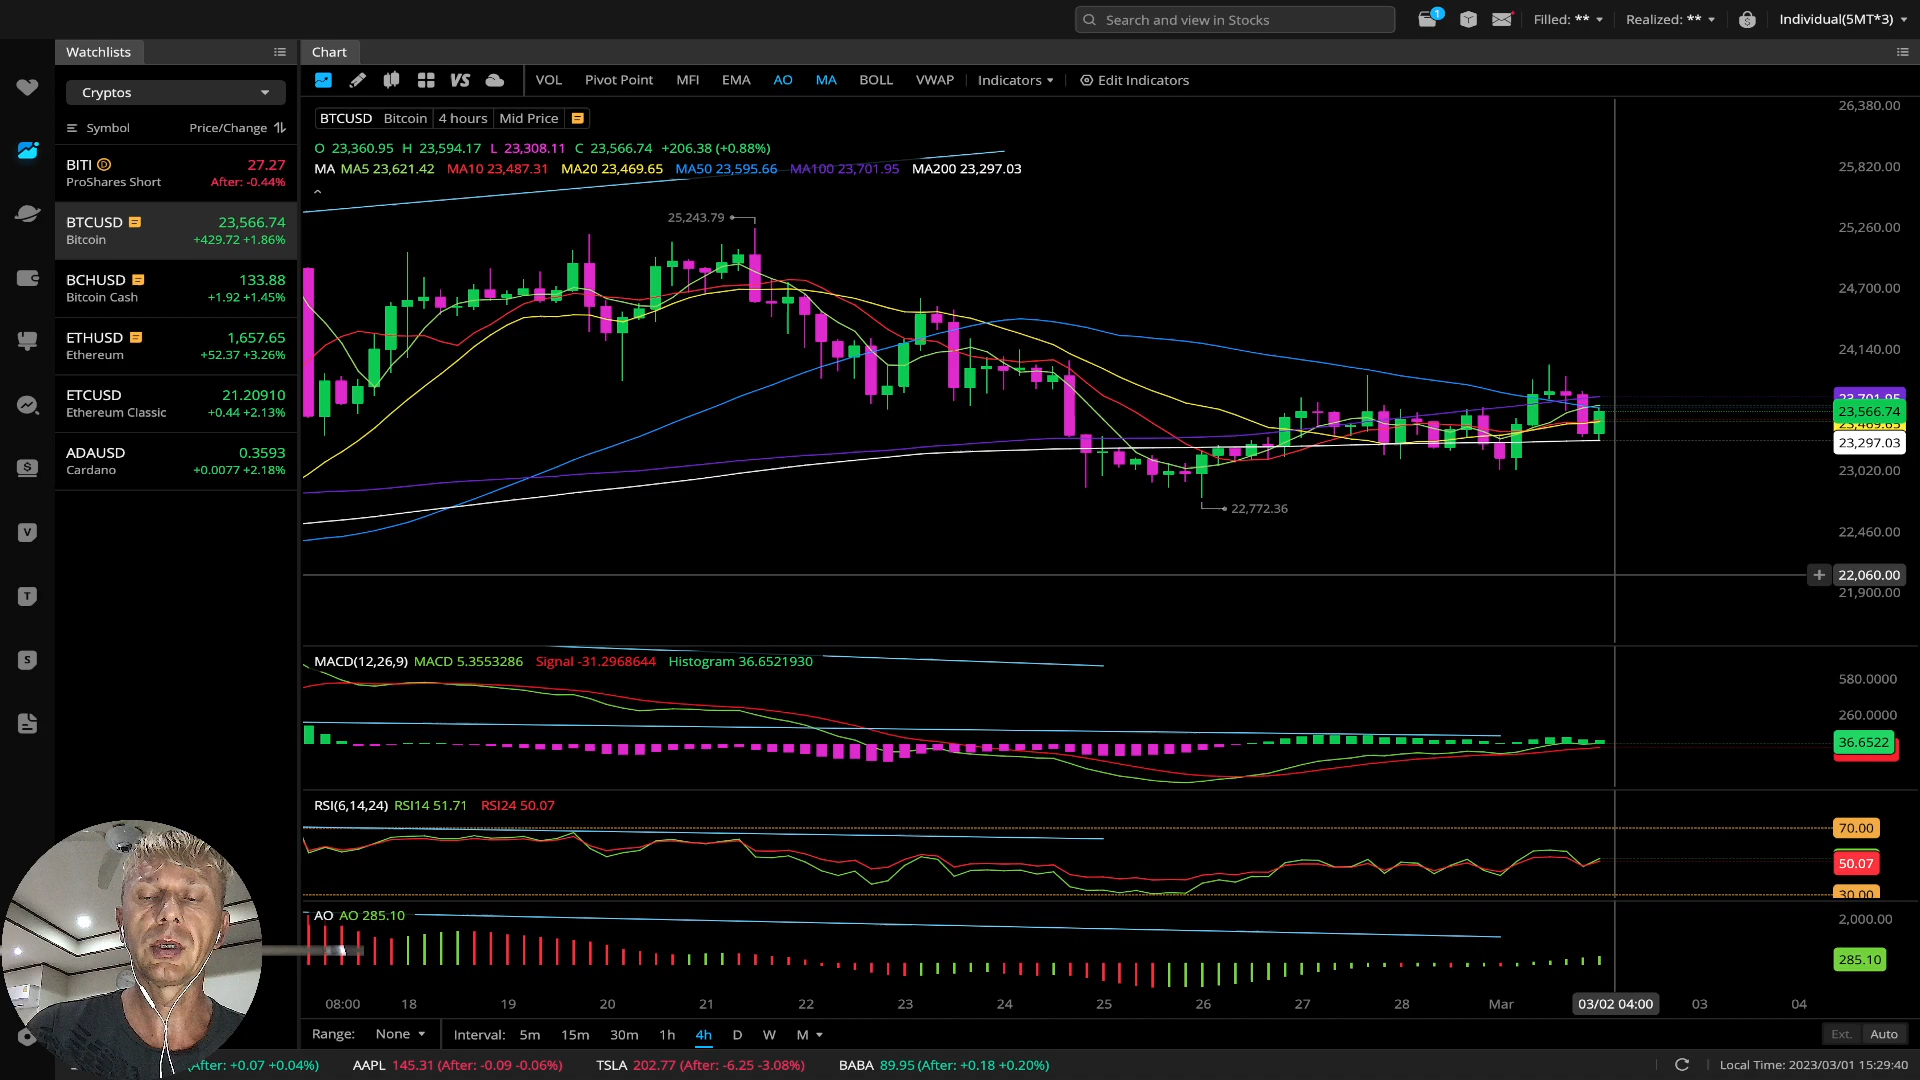 Search and view in Stocks
1
Filled: **
Realized: **
Individual(5MT*3)
Watchlists
Chart
Cryptos
VOL Pivot Point MFI EMA AO MA BOLL VWAP Indicators Edit Indicators
VS
Symbol Price/Change
BTCUSD Bitcoin 4 hours Mid Price
O 23,360.95 H 23,594.17 L 23,308.11 C 23,566.74 +206.38 (+0.88%)
MA MA5 23,621.42 MA10 23,487.31 MA20 23,469.65 MA50 23,595.66 MA100 23,701.95 MA200 23,297.03
BITI D 27.27
ProShares Short After: -0.44%
BTCUSD 23,566.74
Bitcoin +429.72 +1.86%
BCHUSD 133.88
Bitcoin Cash +1.92 +1.45%
ETHUSD 1,657.65
Ethereum +52.37 +3.26%
ETCUSD 21.20910
Ethereum Classic +0.44 +2.13%
ADAUSD 0.3593
Cardano +0.0077 +2.18%
V
T
S
25,243.79
22,772.36
26,380.00
25,820.00
25,260.00
24,700.00
24,140.00
23,701.95
23,566.74
23,469.65
23,297.03
23,020.00
22,460.00
22,060.00
21,900.00
MACD(12,26,9) MACD 5.3553286 Signal -31.2968644 Histogram 36.6521930
580.0000
260.0000
36.6522
RSI(6,14,24) RSI14 51.71 RSI24 50.07
70.00
50.07
30.00
AO AO 285.10
2,000.00
285.10
08:00 18 19 20 21 22 23 24 25 26 27 28 Mar 03/02 04:00 03 04
Range: None Interval: 5m 15m 30m 1h 4h D W M
Ext. Auto
(After: +0.07 +0.04%) AAPL 145.31 (After: -0.09 -0.06%) TSLA 202.77 (After: -6.25 -3.08%) BABA 89.95 (After: +0.18 +0.20%)
Local Time: 2023/03/01 15:29:40